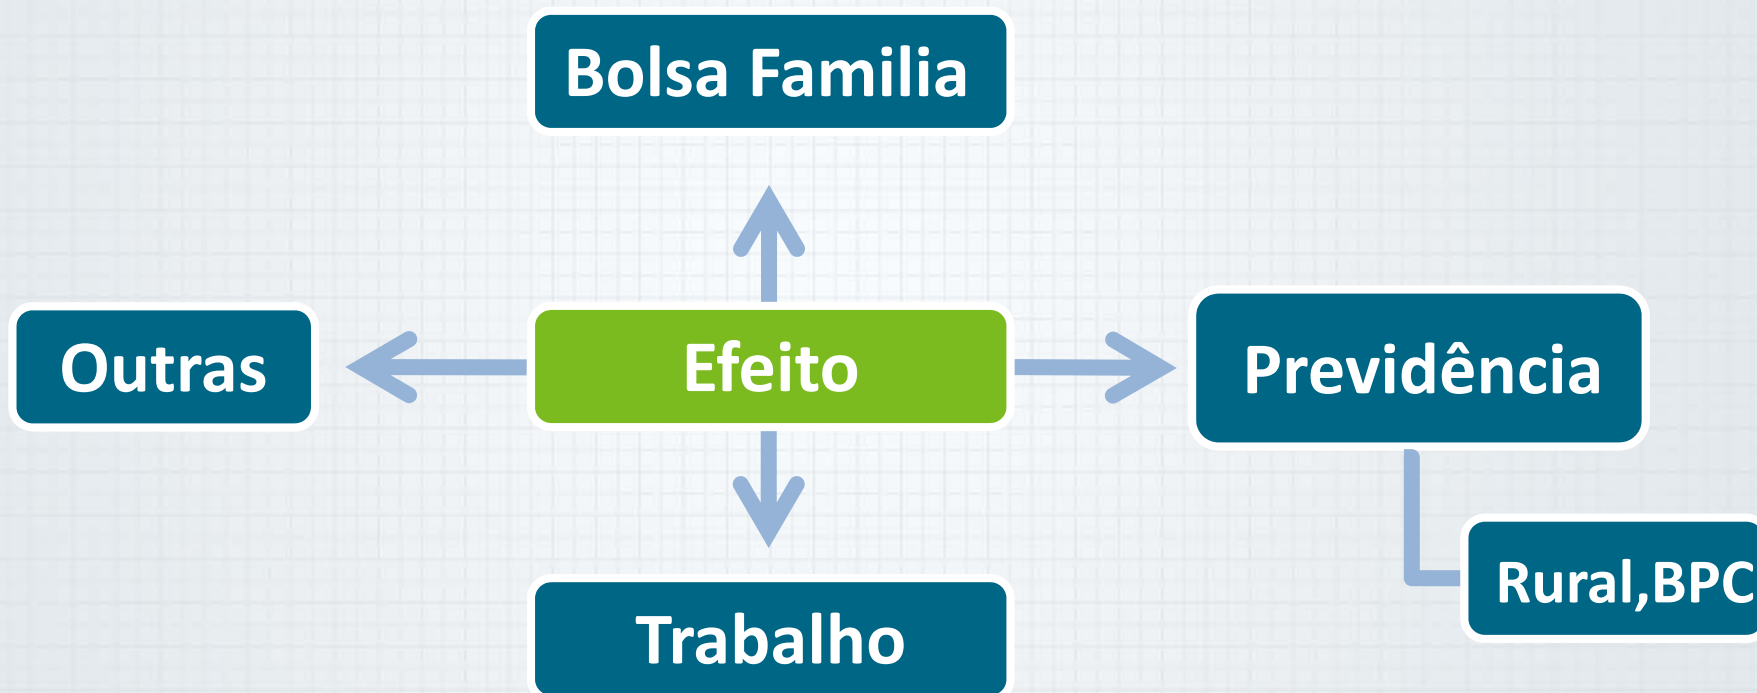 Bolsa Familia
Outras
Efeito
Previdência
Rural,BPC
Trabalho